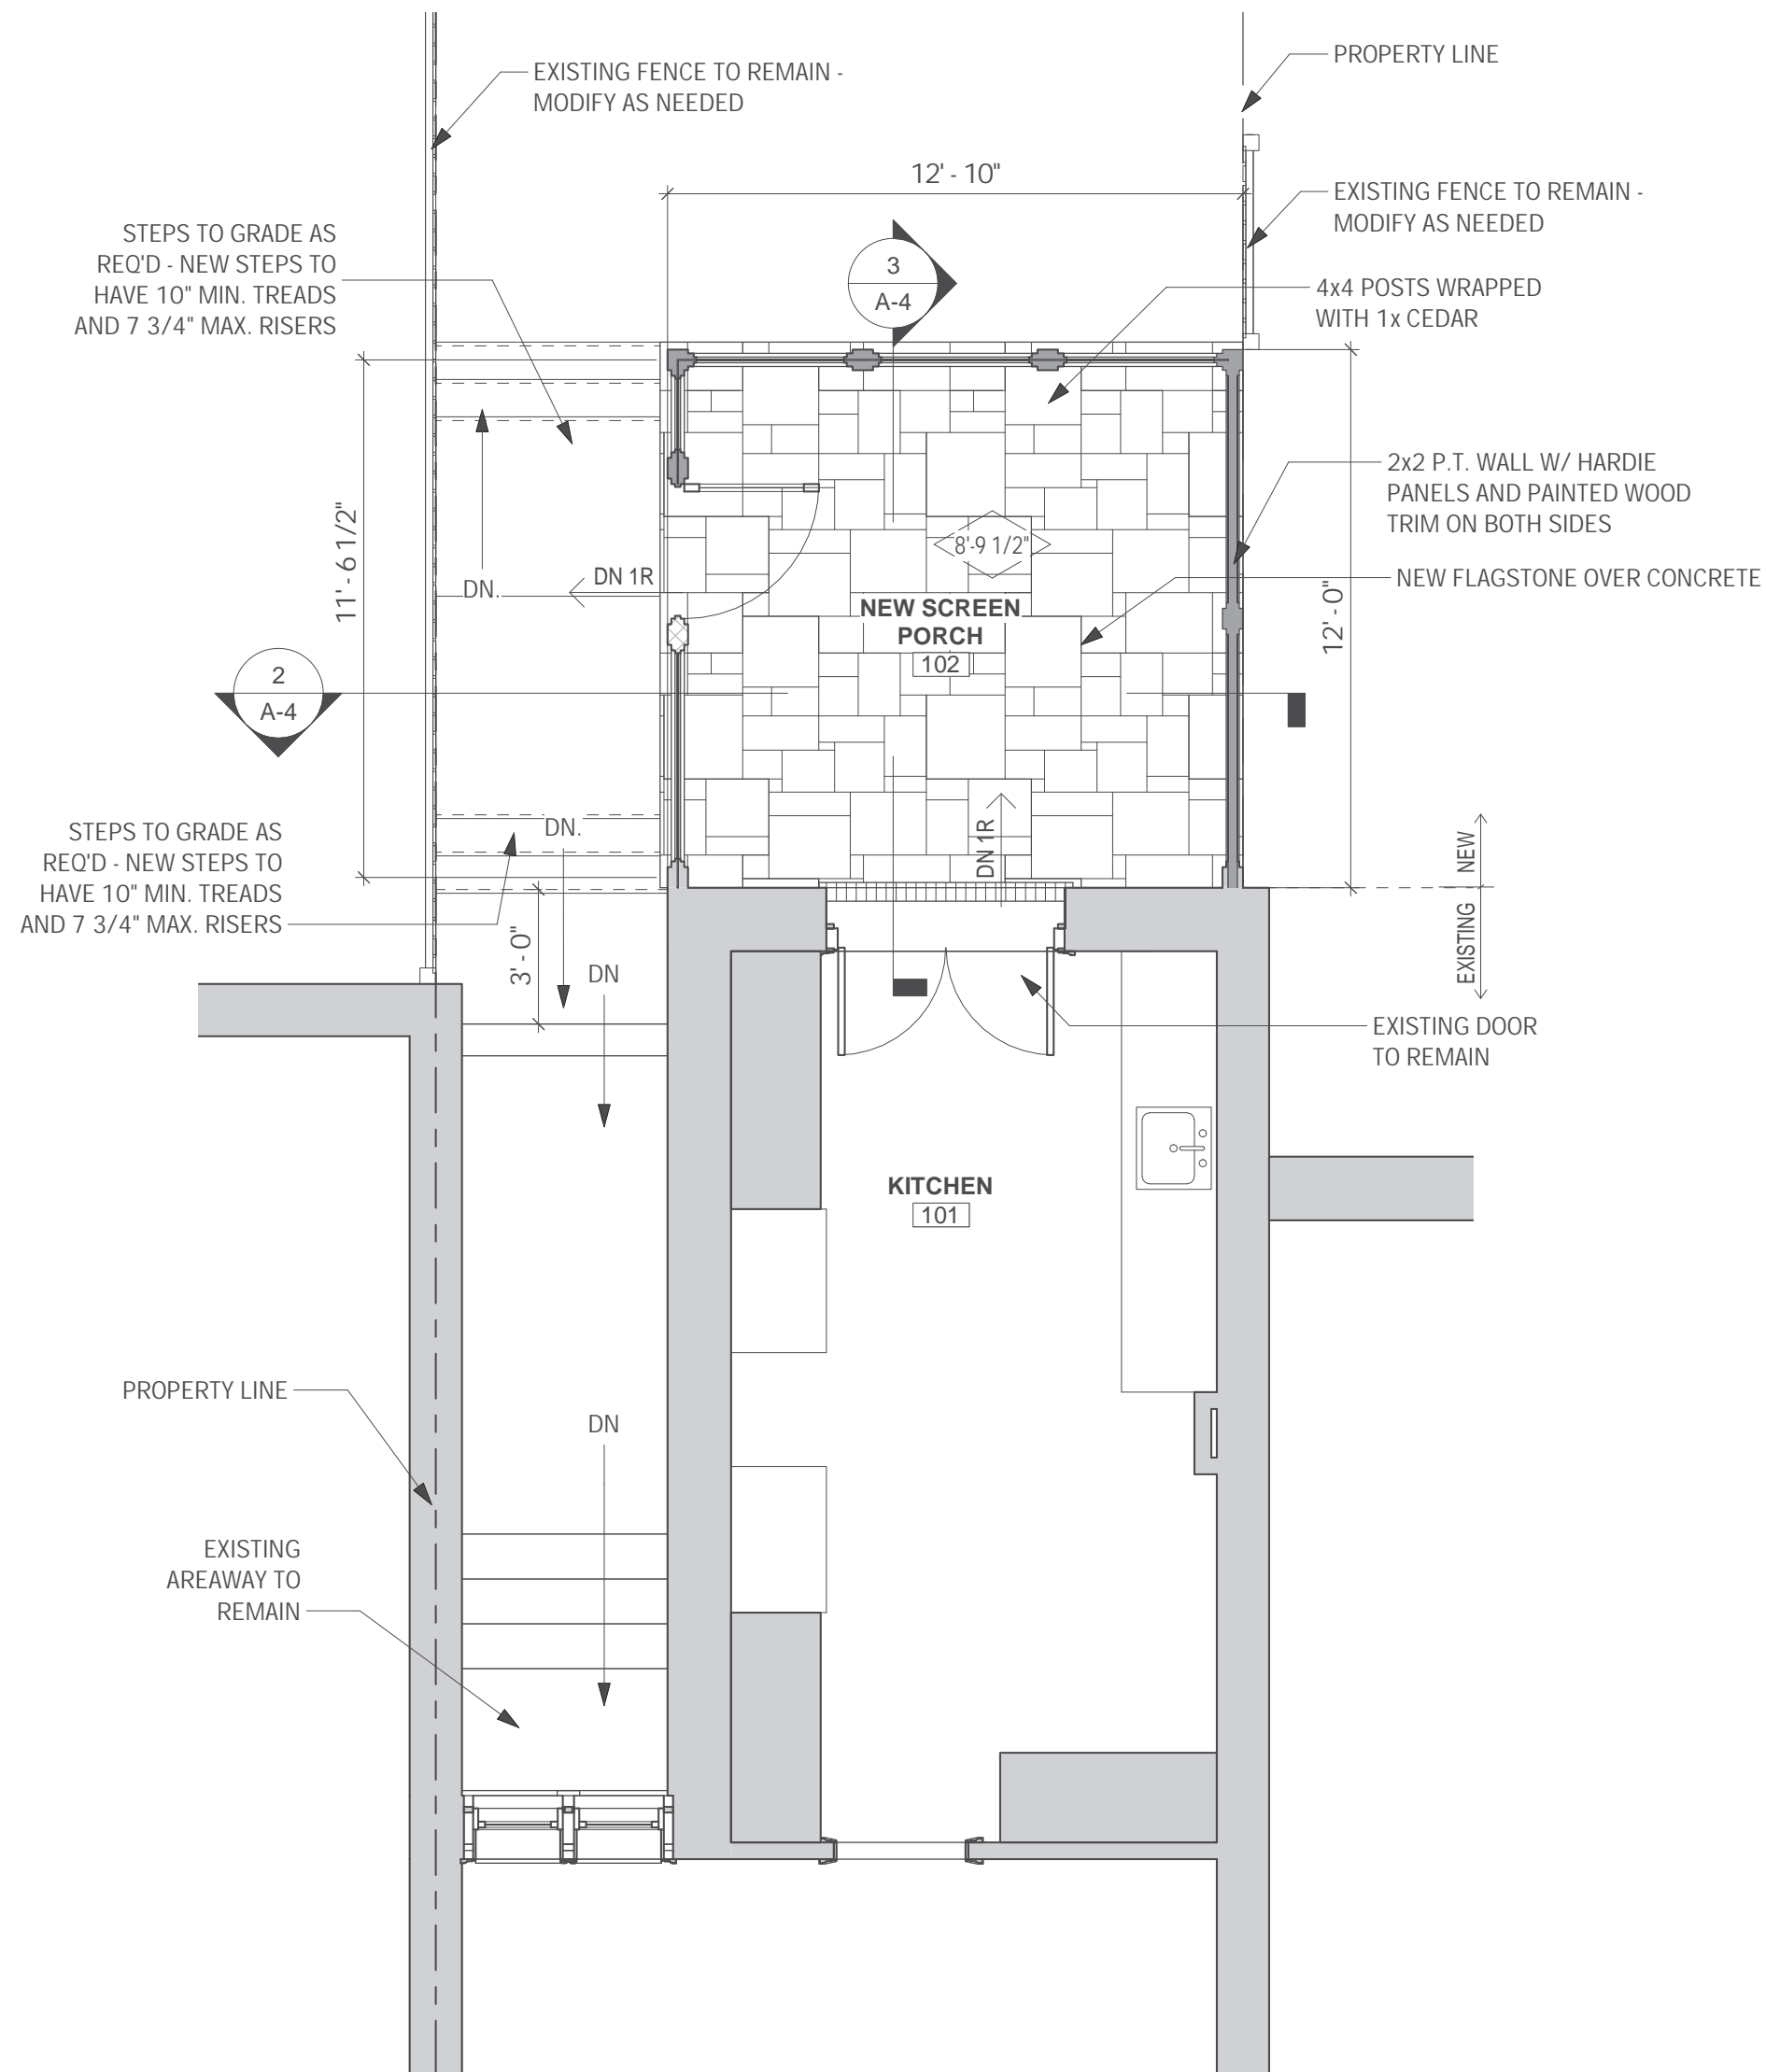 EXISTING FENCE TO REMAIN -
MODIFY AS NEEDED
PROPERTY LINE
12' - 10"
EXISTING FENCE TO REMAIN -
MODIFY AS NEEDED
STEPS TO GRADE AS
REQ'D - NEW STEPS TO
HAVE 10" MIN. TREADS
AND 7 3/4" MAX. RISERS
3
A-4
4x4 POSTS WRAPPED
WITH 1x CEDAR
2x2 P.T. WALL W/ HARDIE
PANELS AND PAINTED WOOD
TRIM ON BOTH SIDES
11' - 6 1/2"
8'-9 1/2"
DN.
DN 1R
NEW FLAGSTONE OVER CONCRETE
NEW SCREEN
PORCH
102
12' - 0"
2
A-4
STEPS TO GRADE AS
REQ'D - NEW STEPS TO
HAVE 10" MIN. TREADS
AND 7 3/4" MAX. RISERS
DN.
DN 1R
NEW
EXISTING
3' - 0"
DN
EXISTING DOOR
TO REMAIN
KITCHEN
101
PROPERTY LINE
DN
EXISTING
AREAWAY TO
REMAIN